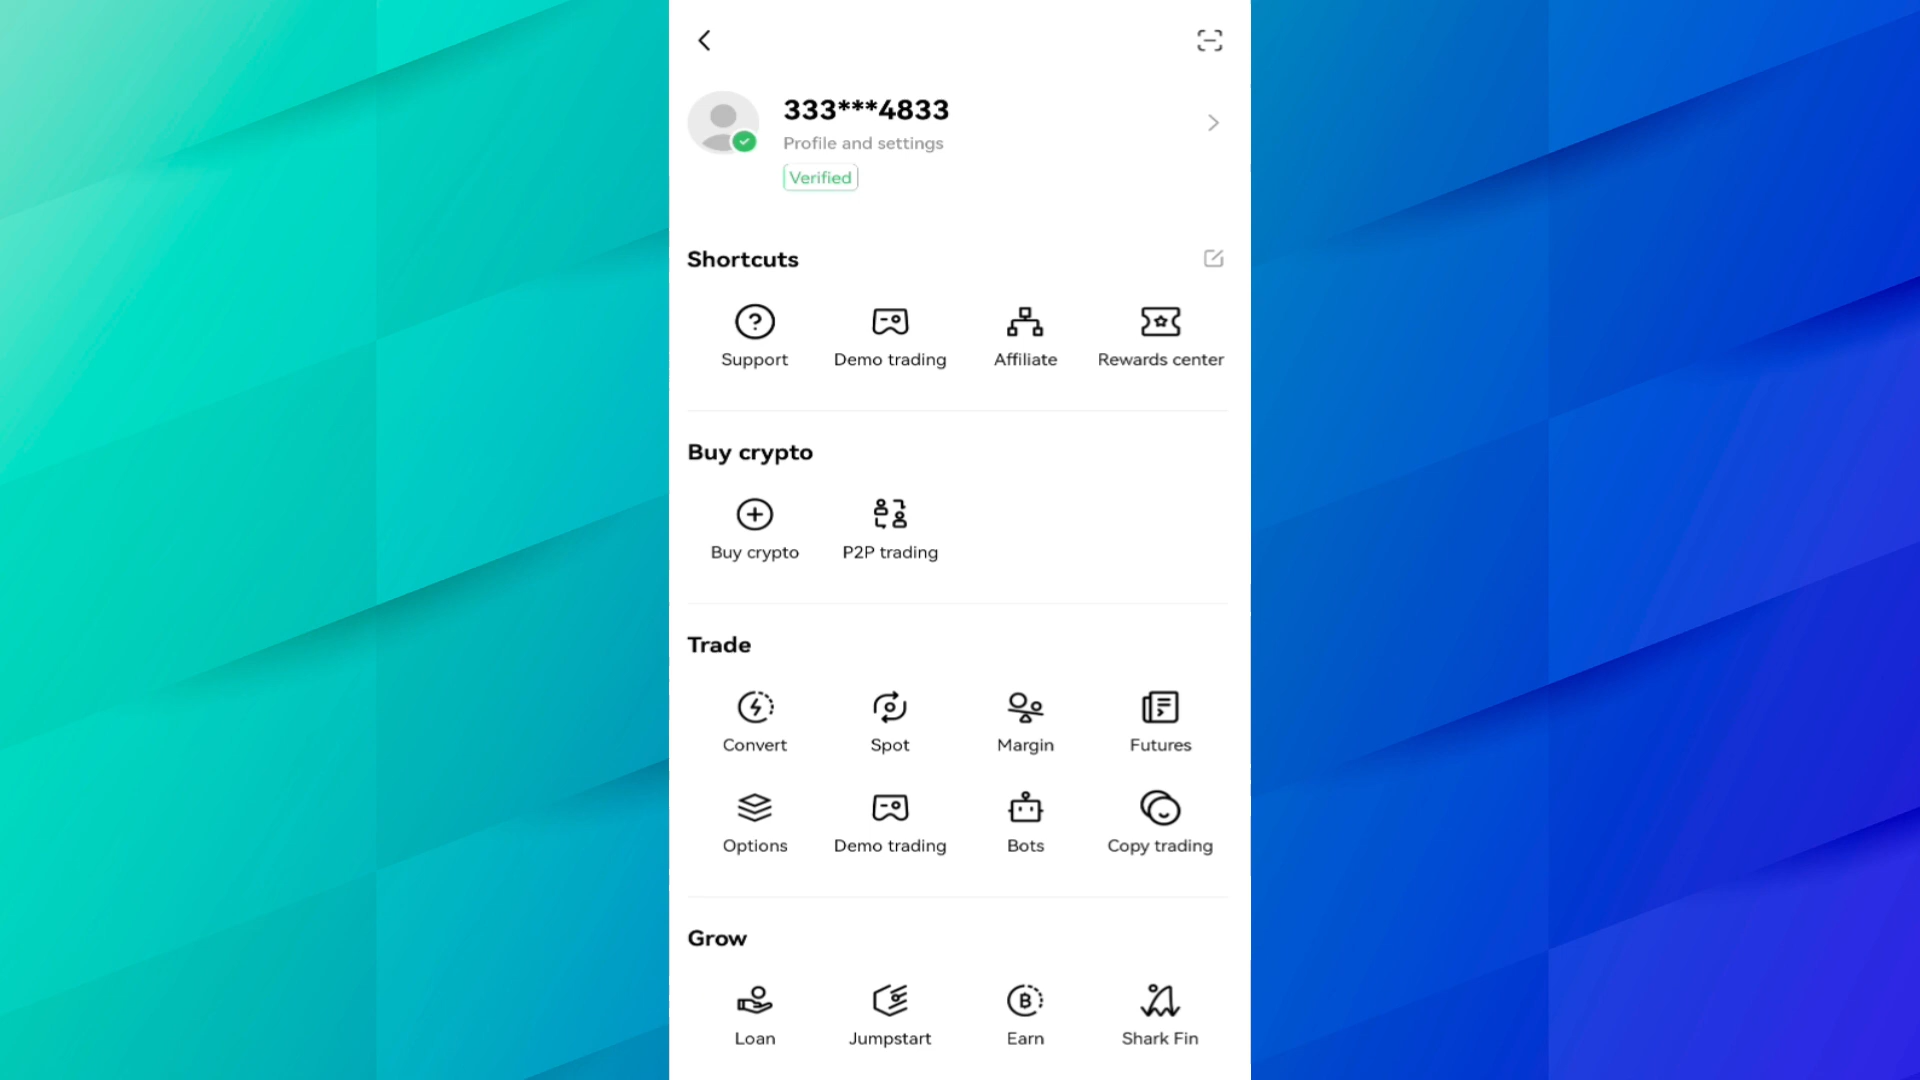 333***4833
Profile and settings
Verified
Shortcuts
Support Demo trading Affiliate Rewards center
Buy crypto
Buy crypto P2P trading
Trade
Convert Spot Margin Futures
Options Demo trading Bots Copy trading
Grow
Loan Jumpstart Earn Shark Fin